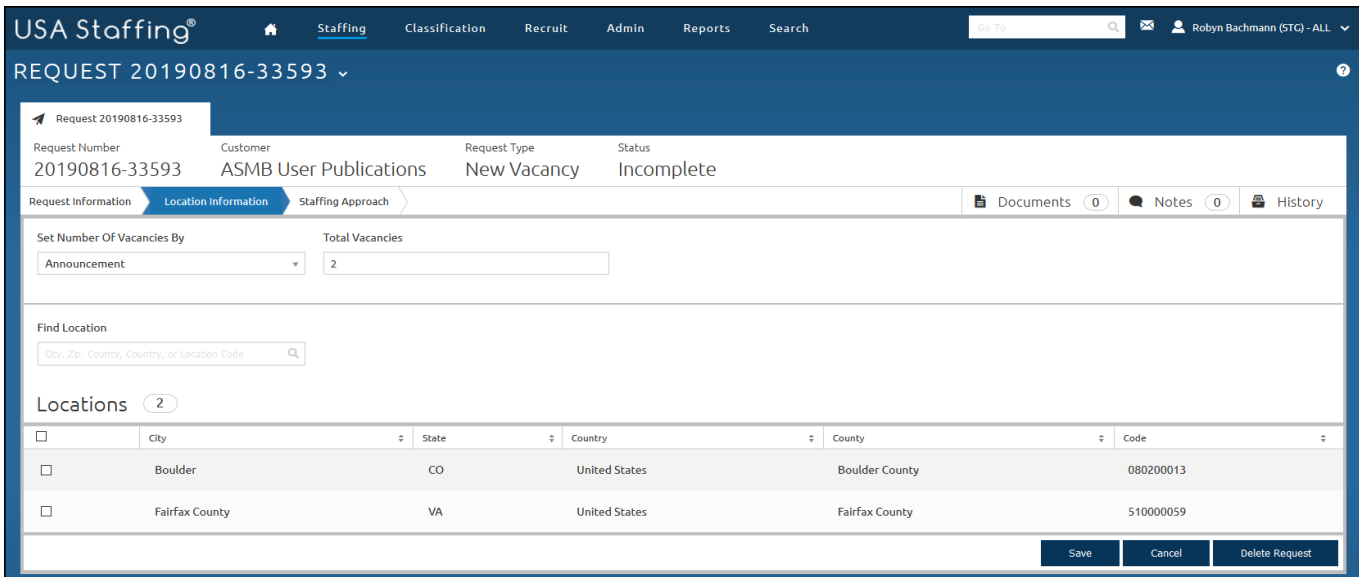 USA Staffing® Staffing Classification Recruit Admin Reports Search Go To Robyn Bachmann (STG) - ALL
REQUEST 20190816-33593
Request 20190816-33593
Request Number Customer Request Type Status
20190816-33593 ASMB User Publications New Vacancy Incomplete
Request Information Location Information Staffing Approach Documents 0 Notes 0 History
Set Number Of Vacancies By Total Vacancies
Announcement 2
Find Location
City, Zip, County, Country, or Location Code
Locations 2
City State Country County Code
Boulder CO United States Boulder County 080200013
Fairfax County VA United States Fairfax County 510000059
Save Cancel Delete Request